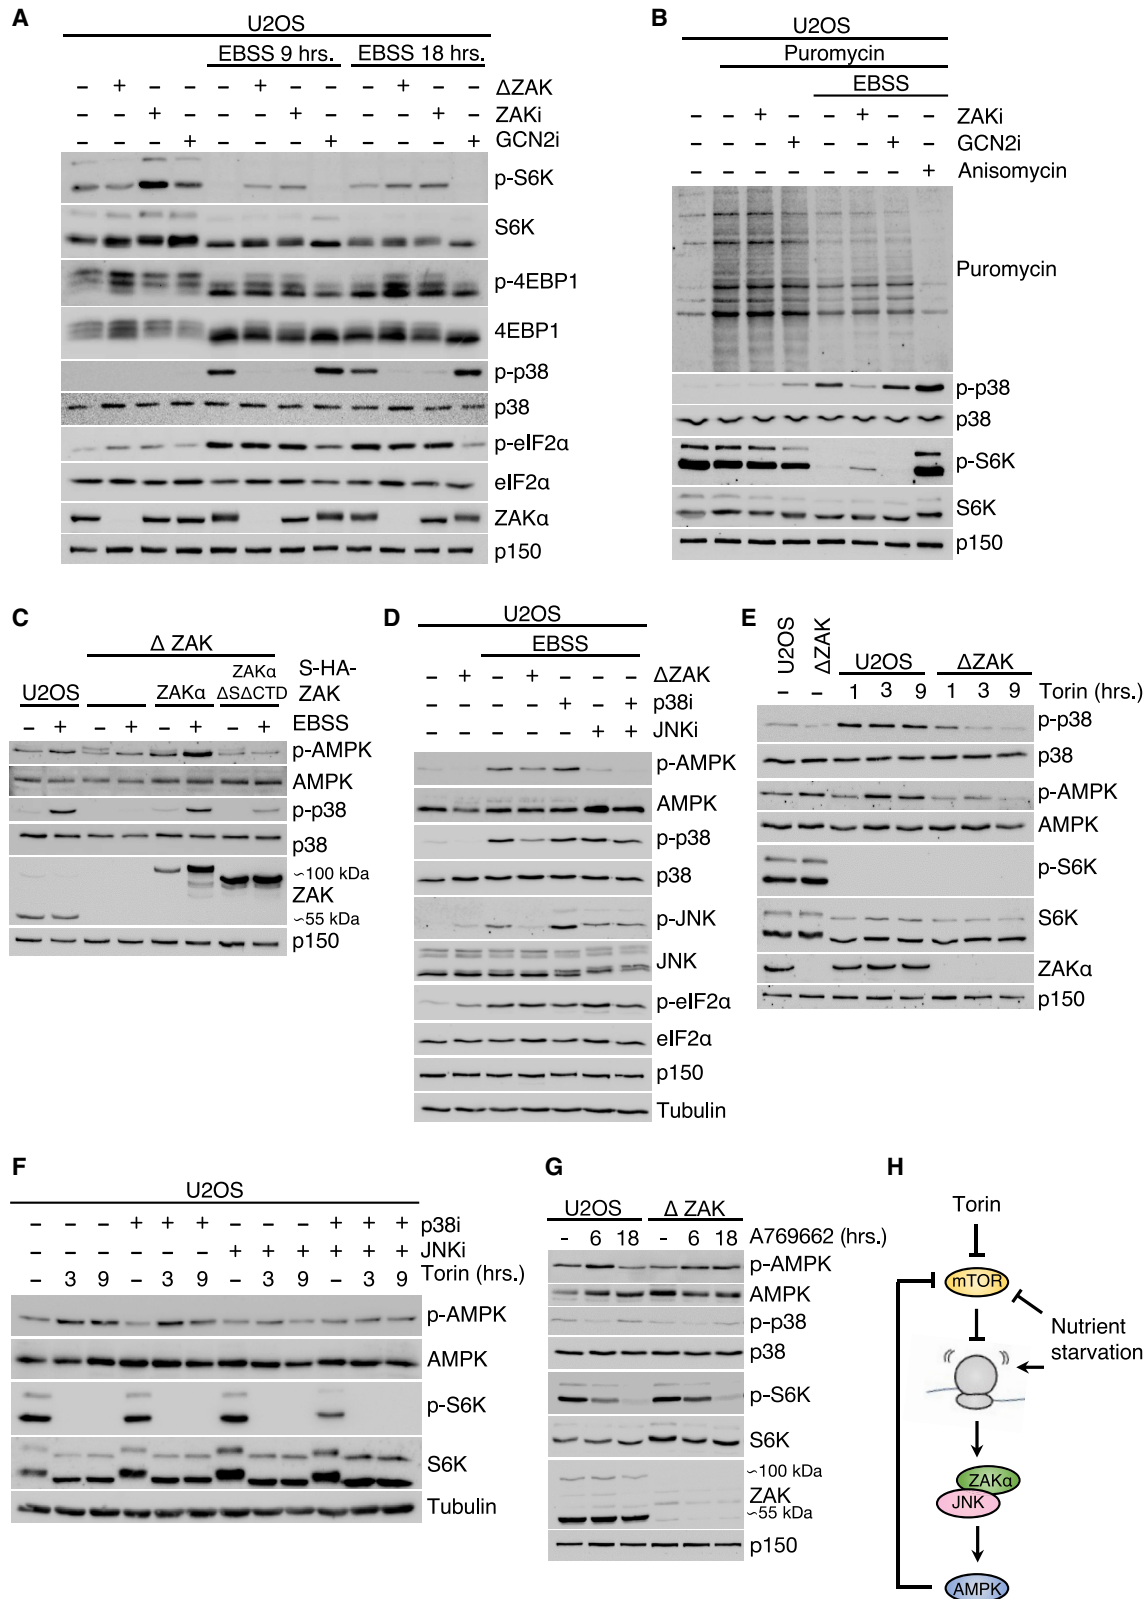 A
U2OS
EBSS 9 hrs. EBSS 18 hrs.
– + – – – + – – – + – – ΔZAK
– – + – – – + – – – + – ZAKi
– – – + – – – + – – – + GCN2i
p-S6K
S6K
p-4EBP1
4EBP1
p-p38
p38
p-eIF2α
eIF2α
ZAKα
p150
B
U2OS
Puromycin
EBSS
– – + – – + – – ZAKi
– – – + – – + – GCN2i
– – – – – – – + Anisomycin
Puromycin
p-p38
p38
p-S6K
S6K
p150
C
Δ ZAK
U2OS ZAKα ZAKα ΔSΔCTD S-HA-ZAK
– + – + – + – + EBSS
p-AMPK
AMPK
p-p38
p38
~100 kDa
ZAK
~55 kDa
p150
D
U2OS
EBSS
– + – + – – – ΔZAK
– – – – + – + p38i
– – – – – + + JNKi
p-AMPK
AMPK
p-p38
p38
p-JNK
JNK
p-eIF2α
eIF2α
p150
Tubulin
E
U2OS ΔZAK U2OS ΔZAK
– – 1 3 9 1 3 9 Torin (hrs.)
p-p38
p38
p-AMPK
AMPK
p-S6K
S6K
ZAKα
p150
F
U2OS
– – – + + + – – – + + + p38i
– – – – – – + + + + + + JNKi
– 3 9 – 3 9 – 3 9 – 3 9 Torin (hrs.)
p-AMPK
AMPK
p-S6K
S6K
Tubulin
G
U2OS Δ ZAK
- 6 18 – 6 18 A769662 (hrs.)
p-AMPK
AMPK
p-p38
p38
p-S6K
S6K
~100 kDa
ZAK
~55 kDa
p150
H
Torin
mTOR
Nutrient
starvation
ZAKα
JNK
AMPK